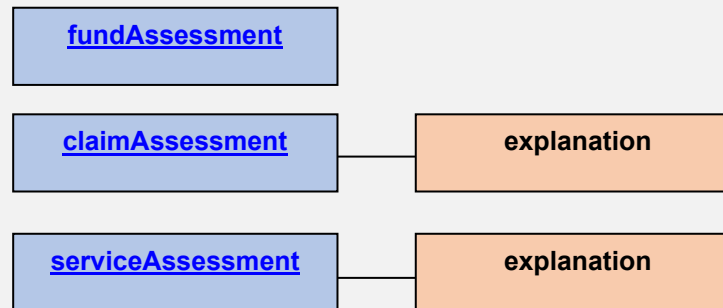 fundAssessment
claimAssessment
explanation
serviceAssessment
explanation